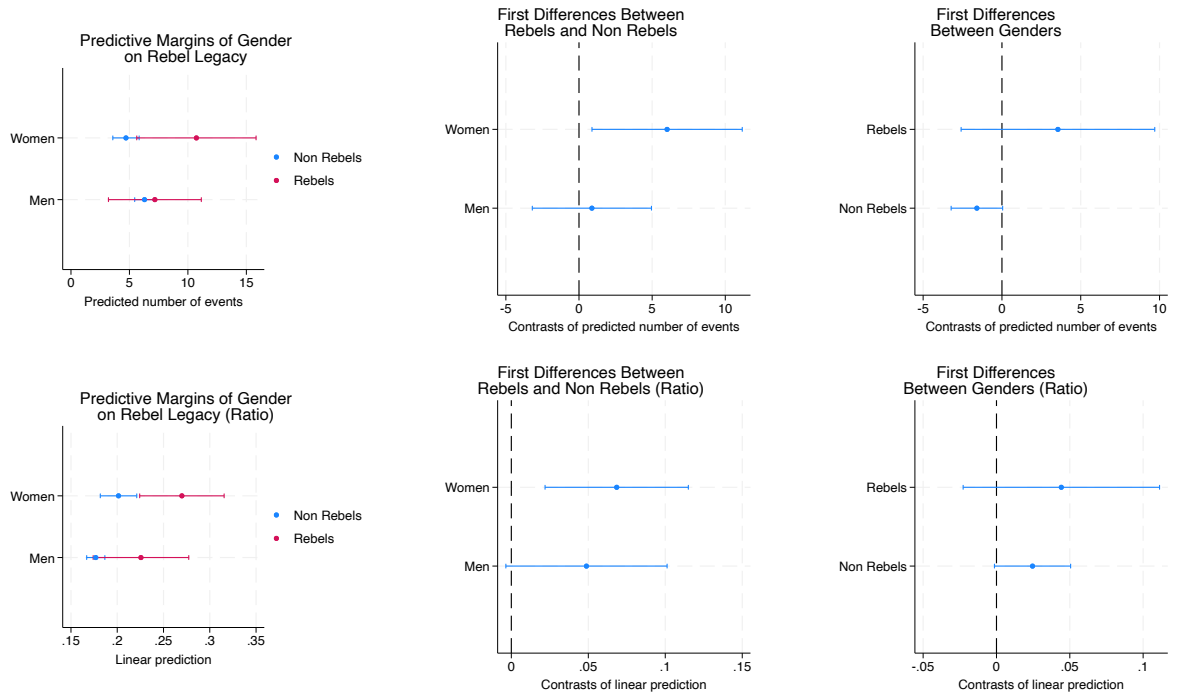 Predictive Margins of Gender
on Rebel Legacy
Women
Men
0 5 10 15
Predicted number of events
Non Rebels
Rebels
First Differences Between
Rebels and Non Rebels
Women
Men
-5 0 5 10
Contrasts of predicted number of events
First Differences
Between Genders
Rebels
Non Rebels
-5 0 5 10
Contrasts of predicted number of events
Predictive Margins of Gender
on Rebel Legacy (Ratio)
Women
Men
.15 .2 .25 .3 .35
Linear prediction
Non Rebels
Rebels
First Differences Between
Rebels and Non Rebels (Ratio)
Women
Men
0 .05 .1 .15
Contrasts of linear prediction
First Differences
Between Genders (Ratio)
Rebels
Non Rebels
-.05 0 .05 .1
Contrasts of linear prediction